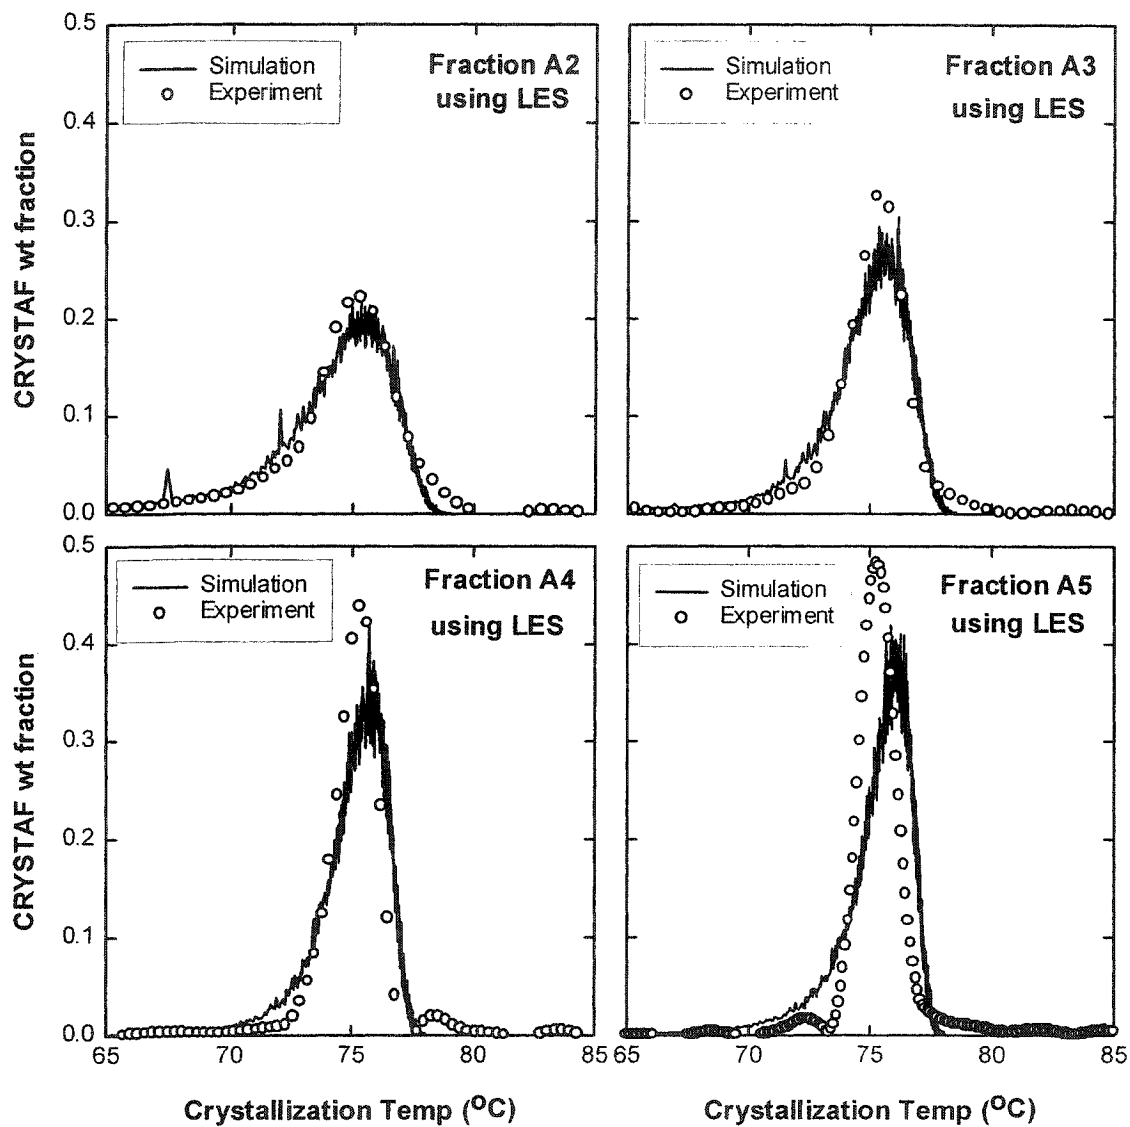 0.5
0.4
0.3
0.2
0.1
0.0
CRYSTAF wt fraction
Simulation
Experiment
Fraction A2
using LES
Simulation
Experiment
Fraction A3
using LES
0.5
0.4
0.3
0.2
0.1
0.0
CRYSTAF wt fraction
Simulation
Experiment
Fraction A4
using LES
Simulation
Experiment
Fraction A5
using LES
65 70 75 80 85
65 70 75 80 85
Crystallization Temp (°C)
Crystallization Temp (°C)